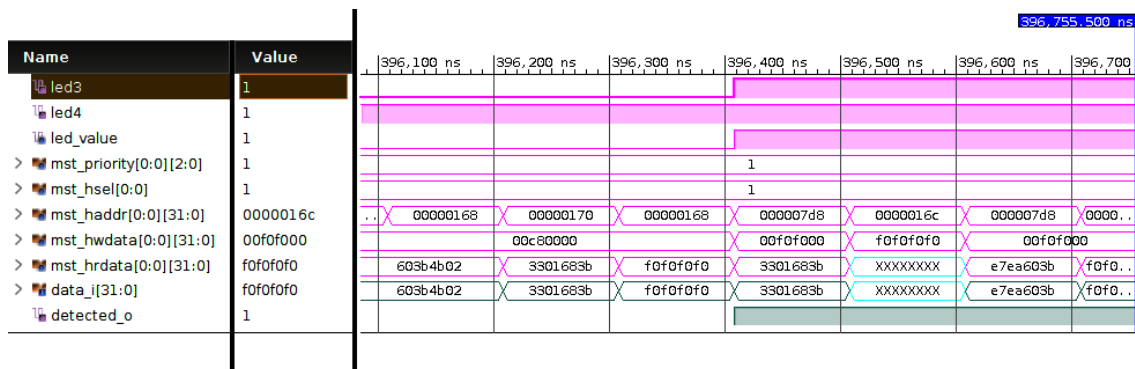 396,755.500 ns
Name Value 396,100 ns 396,200 ns 396,300 ns 396,400 ns 396,500 ns 396,600 ns 396,700
led3 1
led4 1
led_value 1
mst_priority[0:0][2:0] 1 1
mst_hsel[0:0] 1 1
mst_haddr[0:0][31:0] 0000016c .. 00000168 00000170 00000168 000007d8 0000016c 000007d8 0000..
mst_hwdata[0:0][31:0] 00f0f000 00c80000 00f0f000 f0f0f0f0 00f0f000
mst_hrdata[0:0][31:0] f0f0f0f0 603b4b02 3301683b f0f0f0f0 3301683b XXXXXXXX e7ea603b f0f0..
data_i[31:0] f0f0f0f0 603b4b02 3301683b f0f0f0f0 3301683b XXXXXXXX e7ea603b f0f0..
detected_o 1